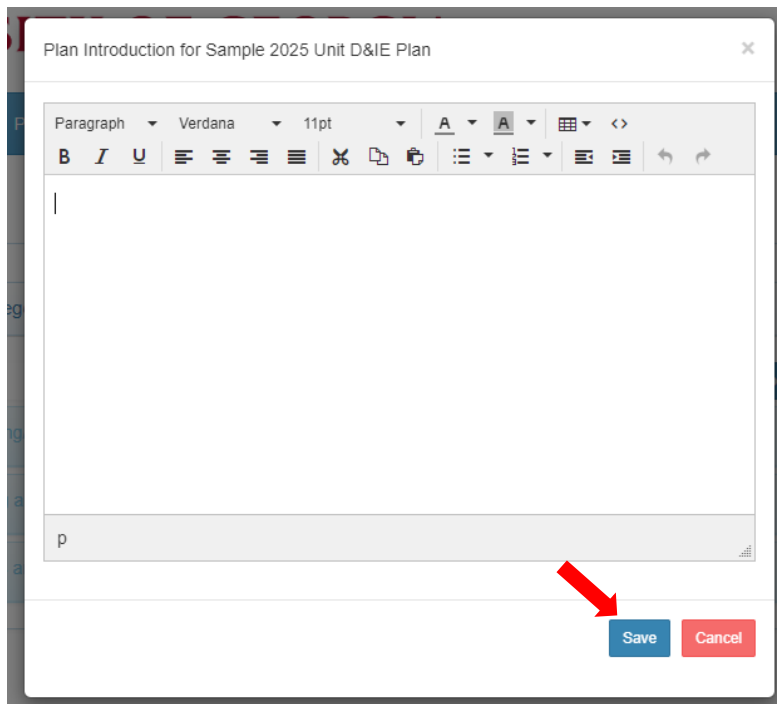 Plan Introduction for Sample 2025 Unit D&IE Plan ×
Paragraph Verdana 11pt A A <>
B I U
p
Save Cancel